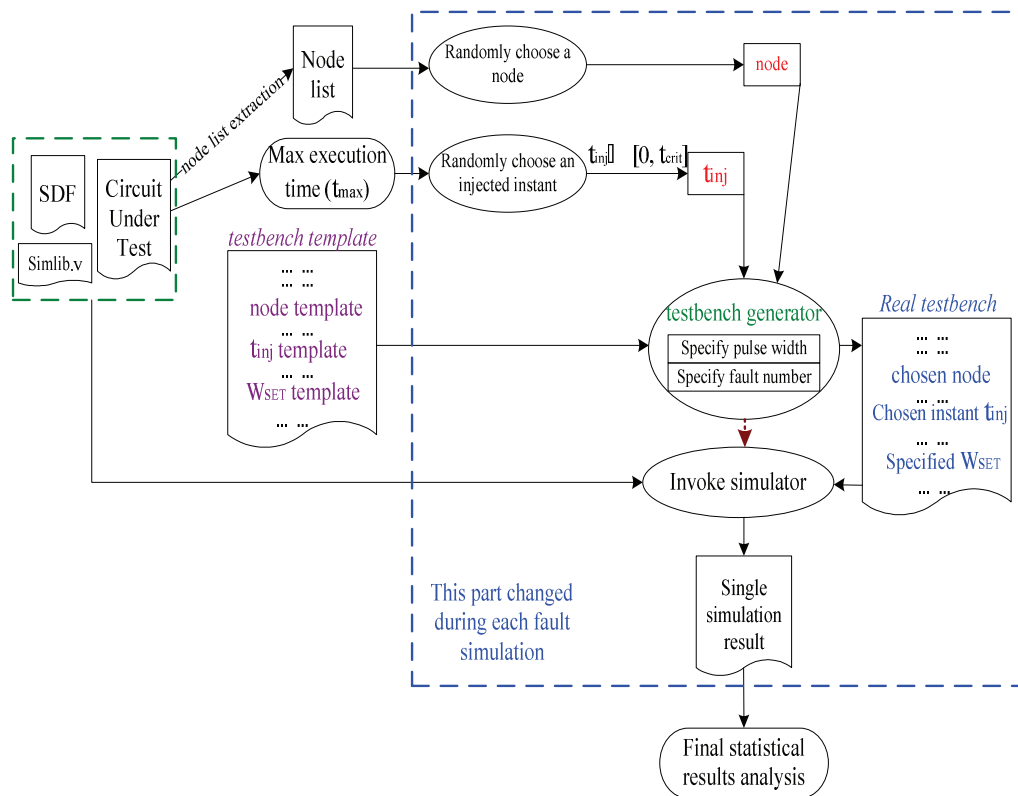 Node
list
Randomly choose a
node
node
node list extraction
SDF
Simlib.v
Circuit
Under
Test
Max execution
time (tmax)
Randomly choose an
injected instant
tinj▯ [0, tcrit]
tinj
testbench template
... ...
... ...
node template
... ...
tinj template
... ...
WSET template
... ...
testbench generator
Specify pulse width
Specify fault number
Real testbench
... ...
... ...
chosen node
... ...
Chosen instant tinj
... ...
Specified WSET
... ...
Invoke simulator
Single
simulation
result
This part changed
during each fault
simulation
Final statistical
results analysis